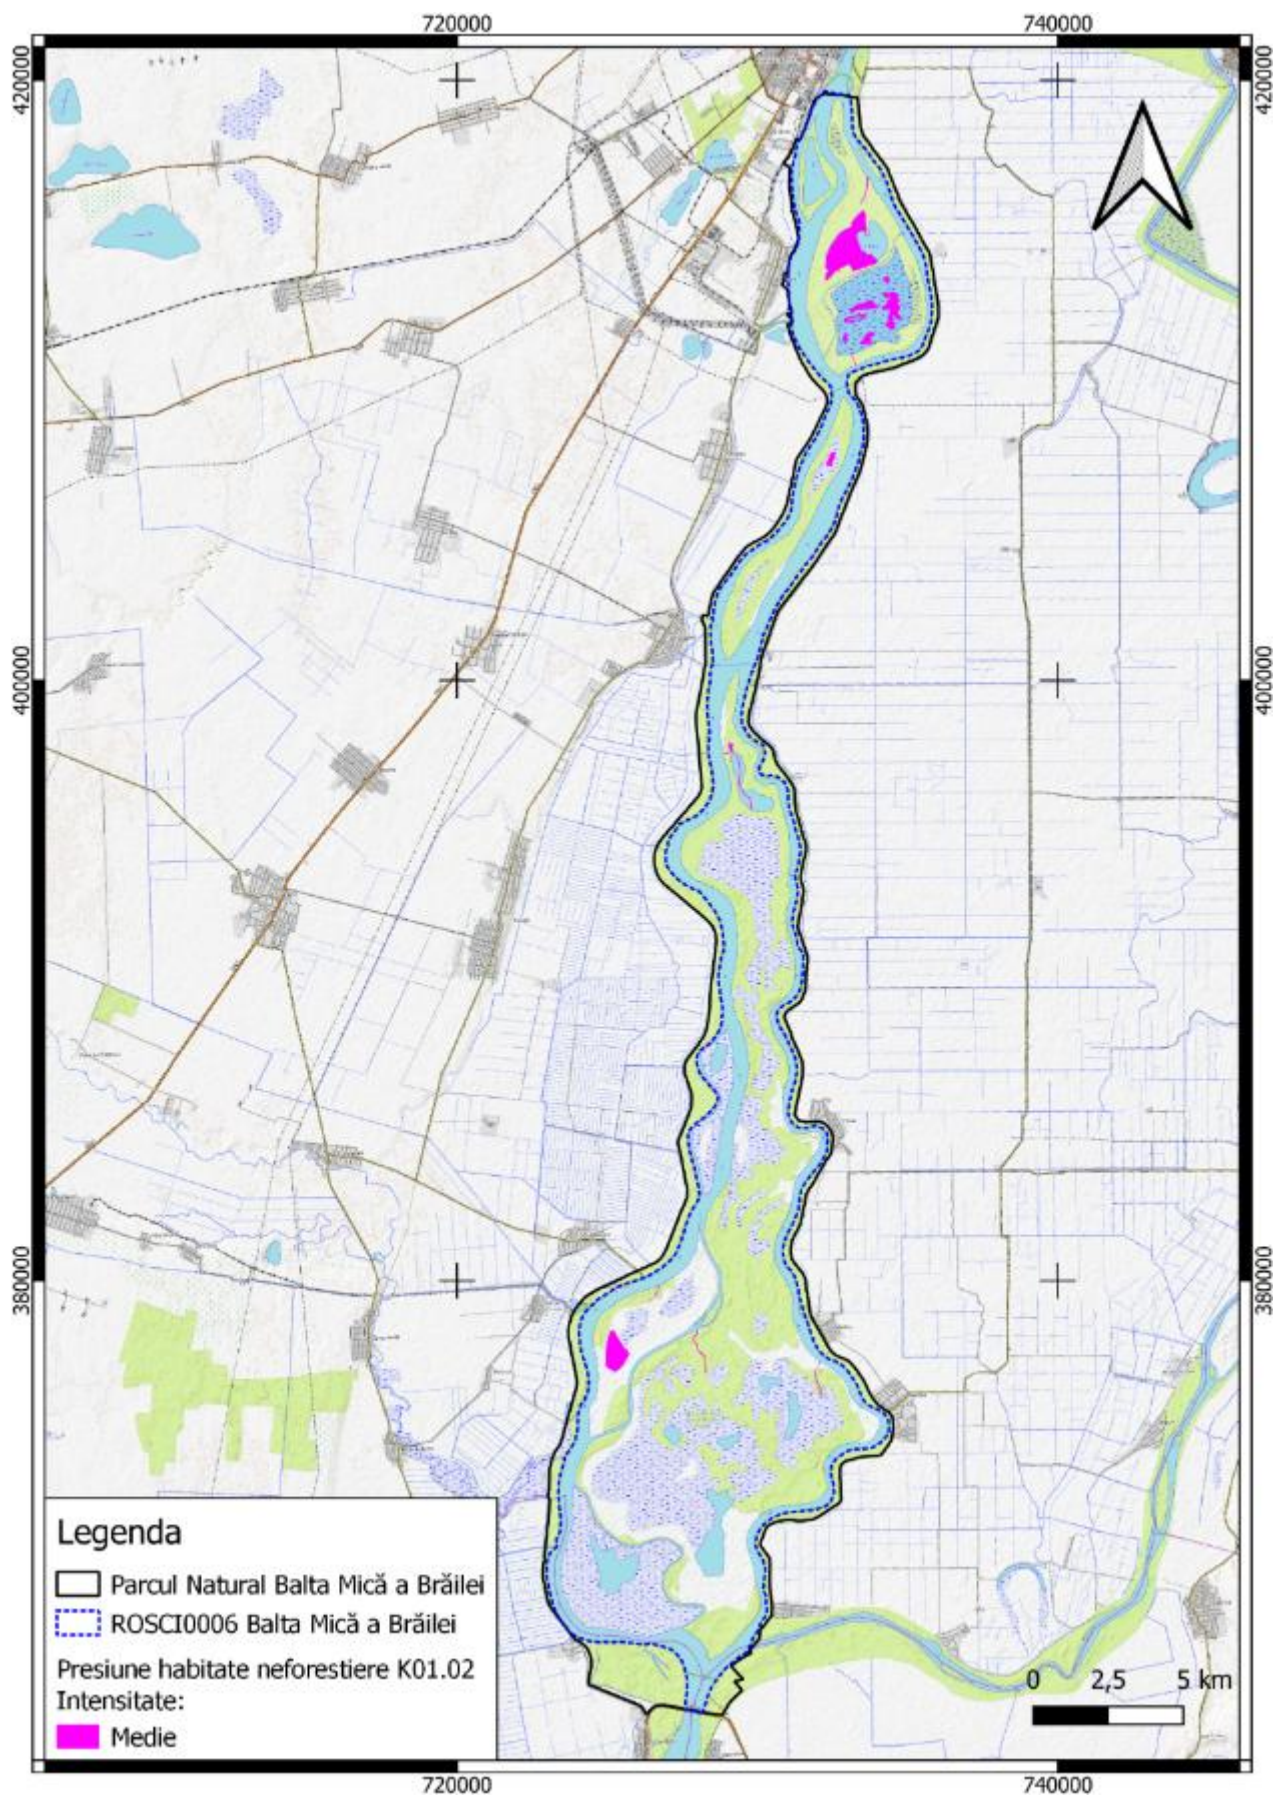 720000 740000
420000 420000
400000 400000
380000 380000
Legenda
Parcul Natural Balta Mică a Brăilei
ROSCI0006 Balta Mică a Brăilei
Presiune habitate neforestiere K01.02
Intensitate:
Medie
0 2,5 5 km
720000 740000